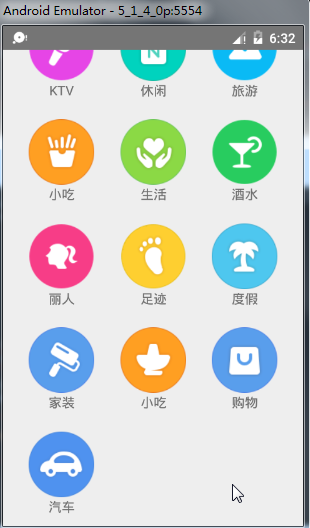 Android Emulator - 5_1_4_0p:5554
6:32
KTV 休闲 旅游
小吃 生活 酒水
丽人 足迹 度假
家装 小吃 购物
汽车